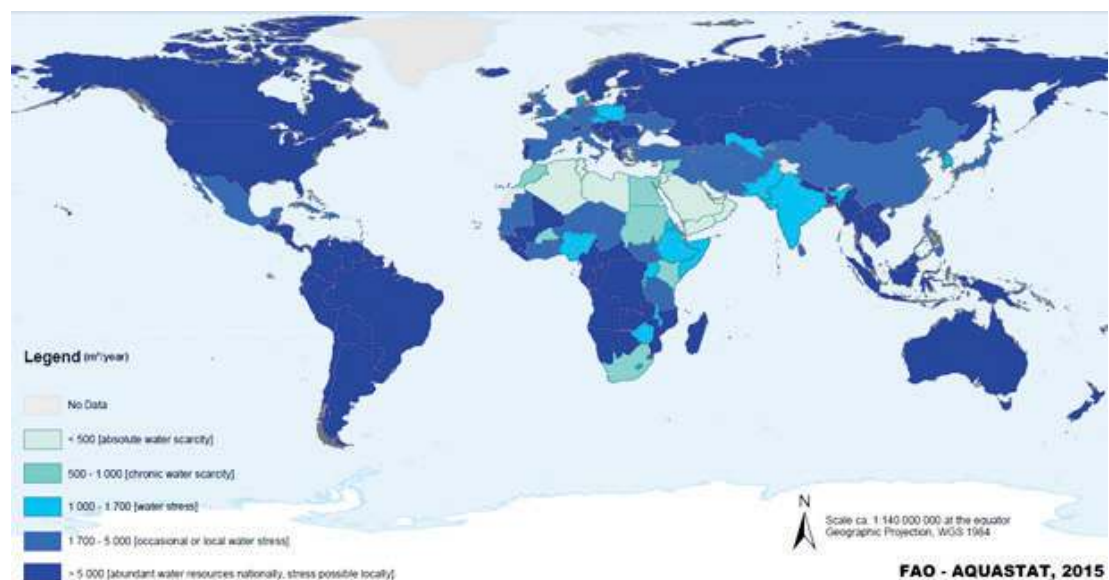 Legend (m³/year)
No Data
< 500 [absolute water scarcity]
500 - 1 000 [chronic water scarcity]
1 000 - 1.700 [water stress]
1 700 - 5 000 [occasional or local water stress]
> 5 000 [abundant water resources nationally, stress possible locally]
N
Scale ca. 1:140 000 000 at the equator
Geographic Projection, WGS 1984
FAO - AQUASTAT, 2015